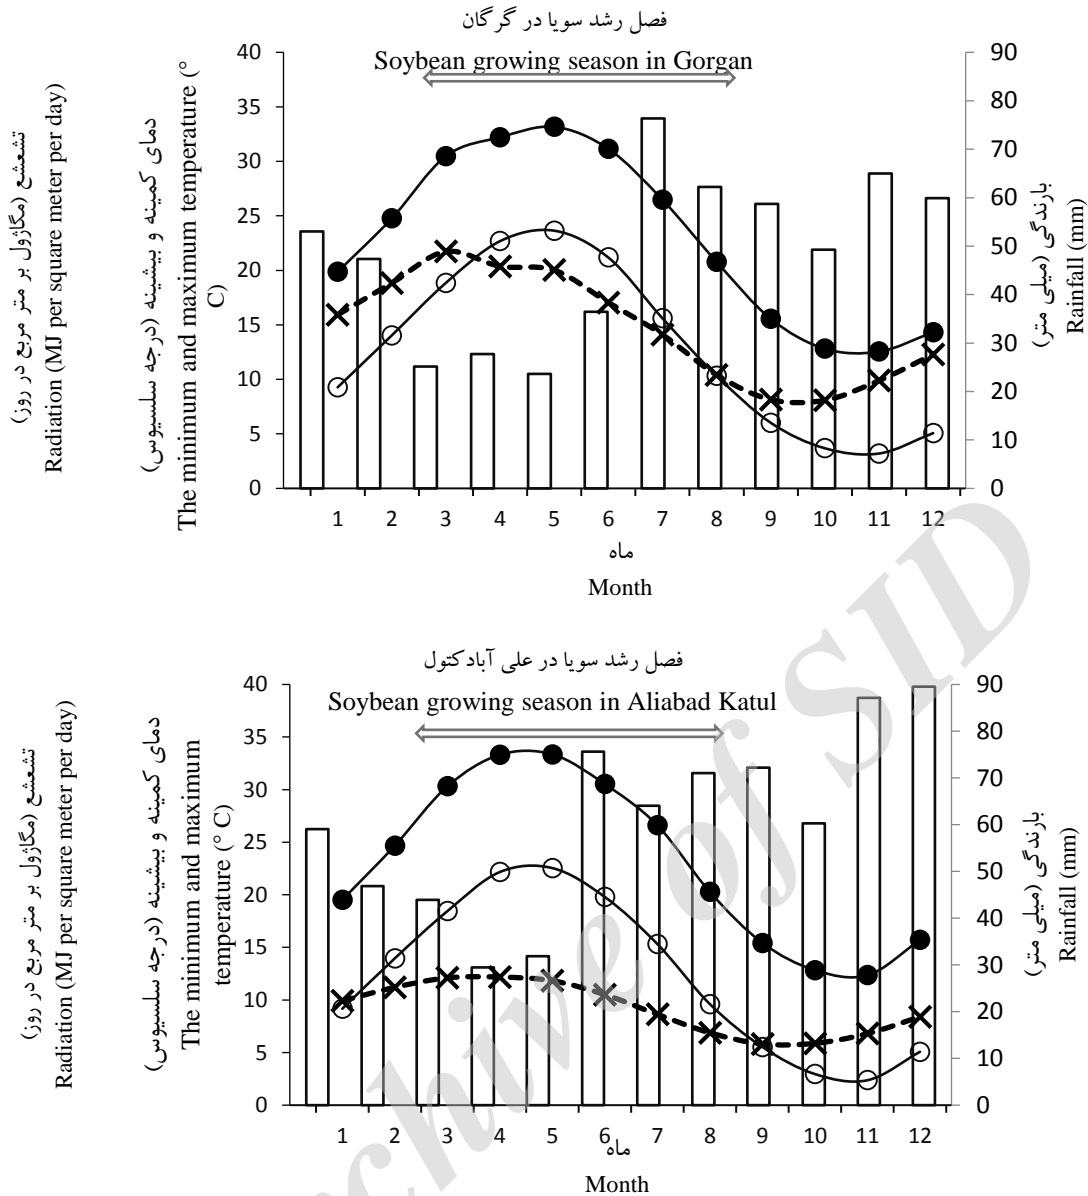 فصل رشد سویا در گرگان
Soybean growing season in Gorgan
تشعشع (مگاژول بر متر مربع در روز)
Radiation (MJ per square meter per day)
دمای کمینه و بیشینه (درجه سلسیوس)
The minimum and maximum temperature (°
C)
40
35
30
25
20
15
10
5
0
90
80
70
60
50
40
30
20
10
0
بارندگی (میلی متر)
Rainfall (mm)
1 2 3 4 5 6 7 8 9 10 11 12
ماه
Month
فصل رشد سویا در علی آبادکتول
Soybean growing season in Aliabad Katul
تشعشع (مگاژول بر متر مربع در روز)
Radiation (MJ per square meter per day)
دمای کمینه و بیشینه (درجه سلسیوس)
The minimum and maximum
temperature (° C)
40
35
30
25
20
15
10
5
0
90
80
70
60
50
40
30
20
10
0
بارندگی (میلی متر)
Rainfall (mm)
1 2 3 4 5 6 7 8 9 10 11 12
ماه
Month
chive of SID